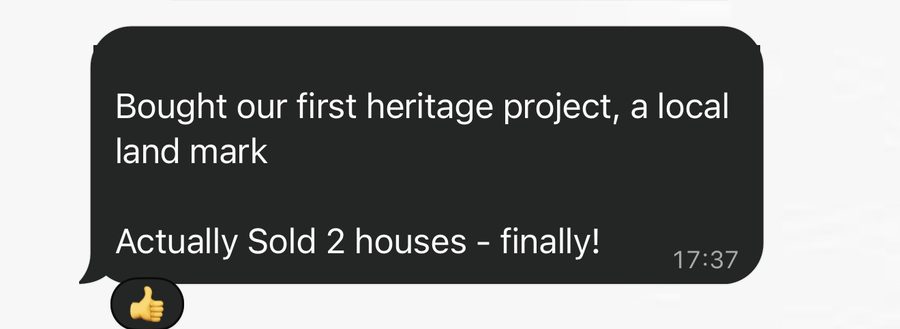 Bought our first heritage project, a local
land mark
Actually Sold 2 houses - finally!
17:37